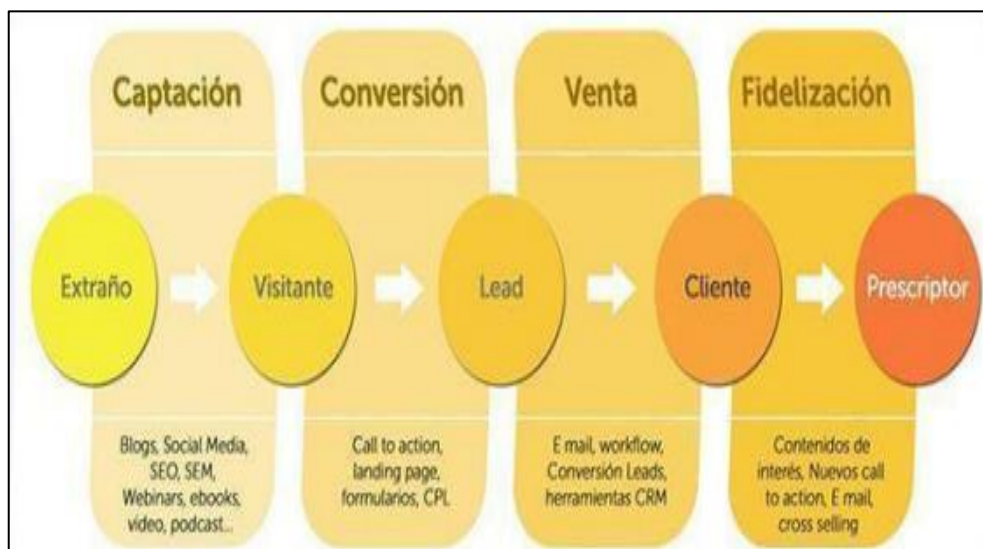 Captación
Conversión
Venta
Fidelización
Extraño
Visitante
Lead
Cliente
Prescriptor
Blogs, Social Media,
SEO, SEM,
Webinars, ebooks,
vídeo, podcast...
Call to action,
landing page,
formularios, CPL
E mail, workflow,
Conversión Leads,
herramientas CRM
Contenidos de
interés, Nuevos call
to action, E mail,
cross selling